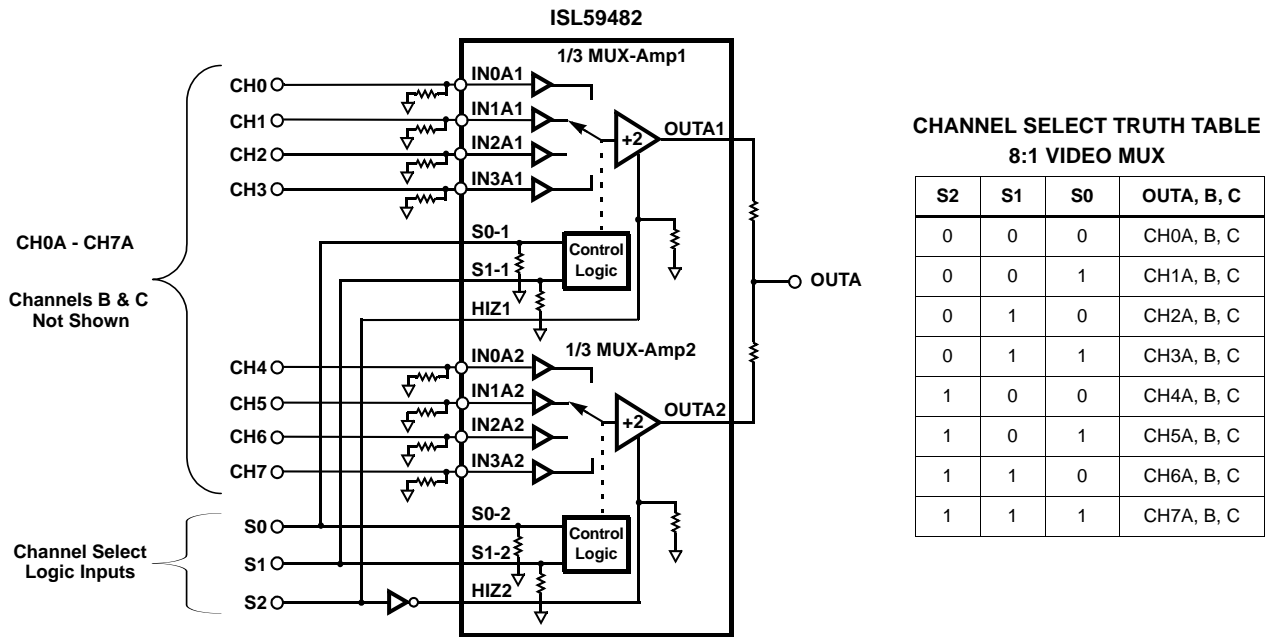 ISL59482
1/3 MUX-Amp1
CH0
IN0A1
CH1
IN1A1
CH2
IN2A1
CH3
IN3A1
+2
OUTA1
S0-1
S1-1
HIZ1
Control
Logic
CH0A - CH7A
Channels B & C
Not Shown
OUTA
1/3 MUX-Amp2
CH4
IN0A2
CH5
IN1A2
CH6
IN2A2
CH7
IN3A2
+2
OUTA2
S0
S0-2
S1
S1-2
S2
HIZ2
Control
Logic
Channel Select
Logic Inputs
CHANNEL SELECT TRUTH TABLE
8:1 VIDEO MUX
S2 S1 S0 OUTA, B, C
0 0 0 CH0A, B, C
0 0 1 CH1A, B, C
0 1 0 CH2A, B, C
0 1 1 CH3A, B, C
1 0 0 CH4A, B, C
1 0 1 CH5A, B, C
1 1 0 CH6A, B, C
1 1 1 CH7A, B, C